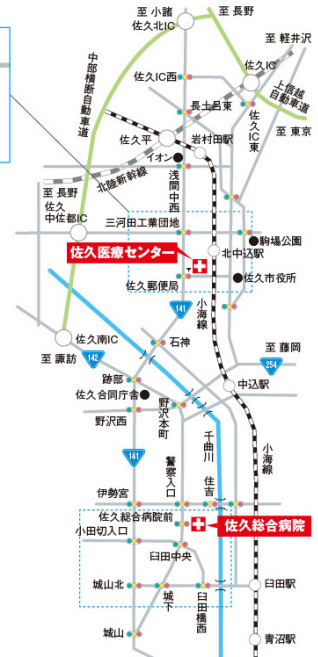 至 小諸
至 長野
佐久北IC
至 軽井沢
中部横断自動車道
佐久IC西
佐久IC
上信越
自動車道
長土呂東
佐久IC東
至 東京
佐久平
岩村田駅
イオン
浅間中西
至 長野
北陸新幹線
佐久
中佐都IC
三河田工業団地
駒場公園
北中込駅
佐久医療センター
佐久市役所
佐久郵便局
141
小海線
佐久南IC
石神
至 藤岡
至 諏訪
142
254
跡部
中込駅
佐久合同庁舎
野沢本町
野沢西
千曲川
小海線
141
警察入口
住吉
伊勢宮
佐久総合病院前
佐久総合病院
小田切入口
臼田中央
城山北
城下
臼田橋西
臼田駅
城山
青沼駅